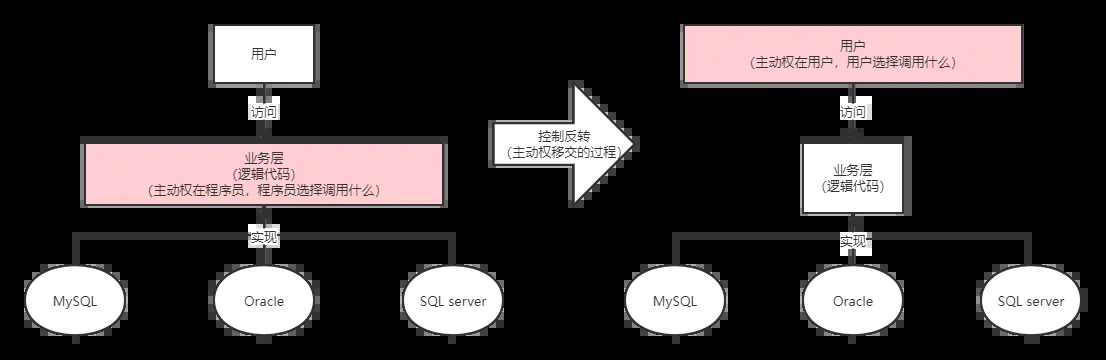 用户
访问
业务层
(逻辑代码)
(主动权在程序员，程序员选择调用什么)
实现
MySQL
Oracle
SQL server
控制反转
(主动权移交的过程)
用户
(主动权在用户，用户选择调用什么)
访问
业务层
(逻辑代码)
实现
MySQL
Oracle
SQL server